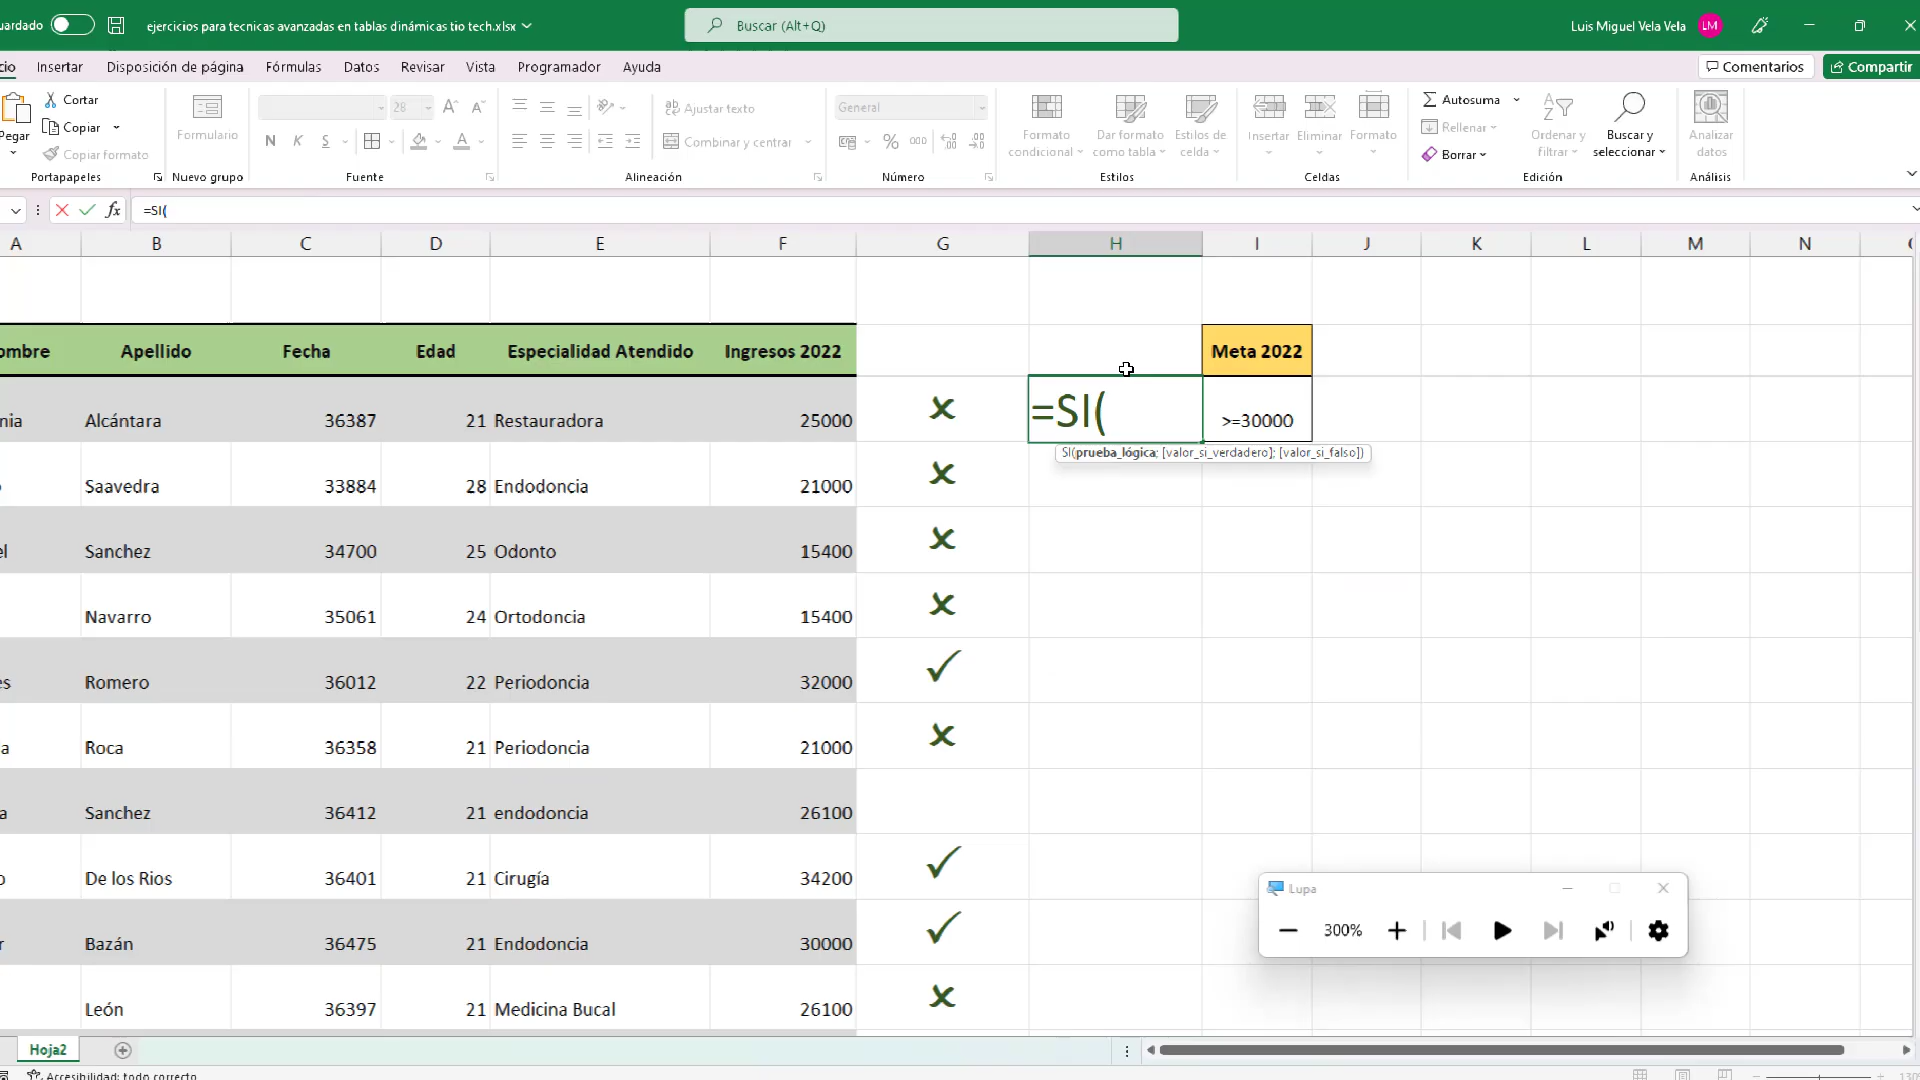 uardado ejercicios para tecnicas avanzadas en tablas dinámicas tio tech.xlsx Buscar (Alt+Q) Luis Miguel Vela Vela LM
cio Insertar Disposición de página Fórmulas Datos Revisar Vista Programador Ayuda Comentarios Compartir
Pegar Cortar Copiar Copiar formato
Portapapeles
Formulario
Nuevo grupo
28 A A
N K S A
Fuente
ab Ajustar texto
Combinar y centrar
Alineación
General
% 000
Número
Formato condicional Dar formato como tabla Estilos de celda
Estilos
Insertar Eliminar Formato
Celdas
Autosuma Rellenar Borrar
Ordenar y filtrar Buscar y seleccionar
Edición
Analizar datos
Análisis
fx =SI(
A B C D E F G H I J K L M N
ombre Apellido Fecha Edad Especialidad Atendido Ingresos 2022 Meta 2022
nia Alcántara 36387 21 Restauradora 25000 =SI( >=30000
SI(prueba_lógica; [valor_si_verdadero]; [valor_si_falso])
o Saavedra 33884 28 Endodoncia 21000
el Sanchez 34700 25 Odonto 15400
Navarro 35061 24 Ortodoncia 15400
es Romero 36012 22 Periodoncia 32000
a Roca 36358 21 Periodoncia 21000
a Sanchez 36412 21 endodoncia 26100
o De los Rios 36401 21 Cirugía 34200
r Bazán 36475 21 Endodoncia 30000
León 36397 21 Medicina Bucal 26100
Lupa
300%
Hoja2
Accesibilidad: todo correcto